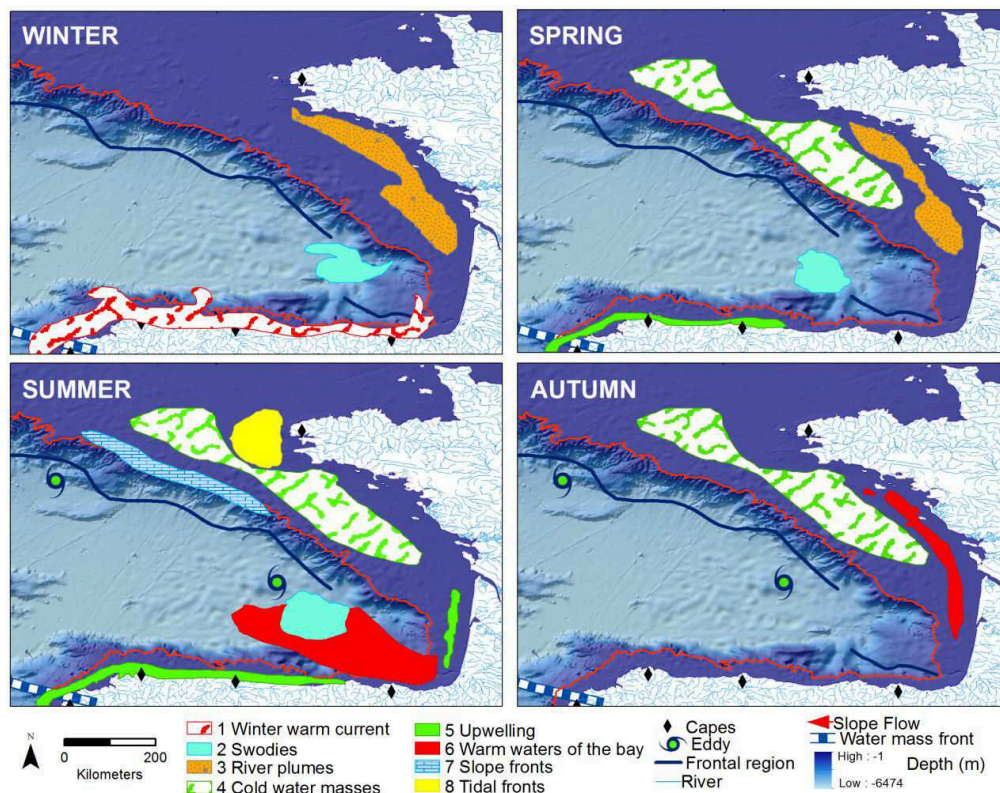 WINTER
SPRING
SUMMER
AUTUMN
N
0 200
Kilometers
1 Winter warm current
2 Swodies
3 River plumes
4 Cold water masses
5 Upwelling
6 Warm waters of the bay
7 Slope fronts
8 Tidal fronts
Capes
Eddy
Frontal region
River
Slope Flow
Water mass front
High : -1
Depth (m)
Low : -6474